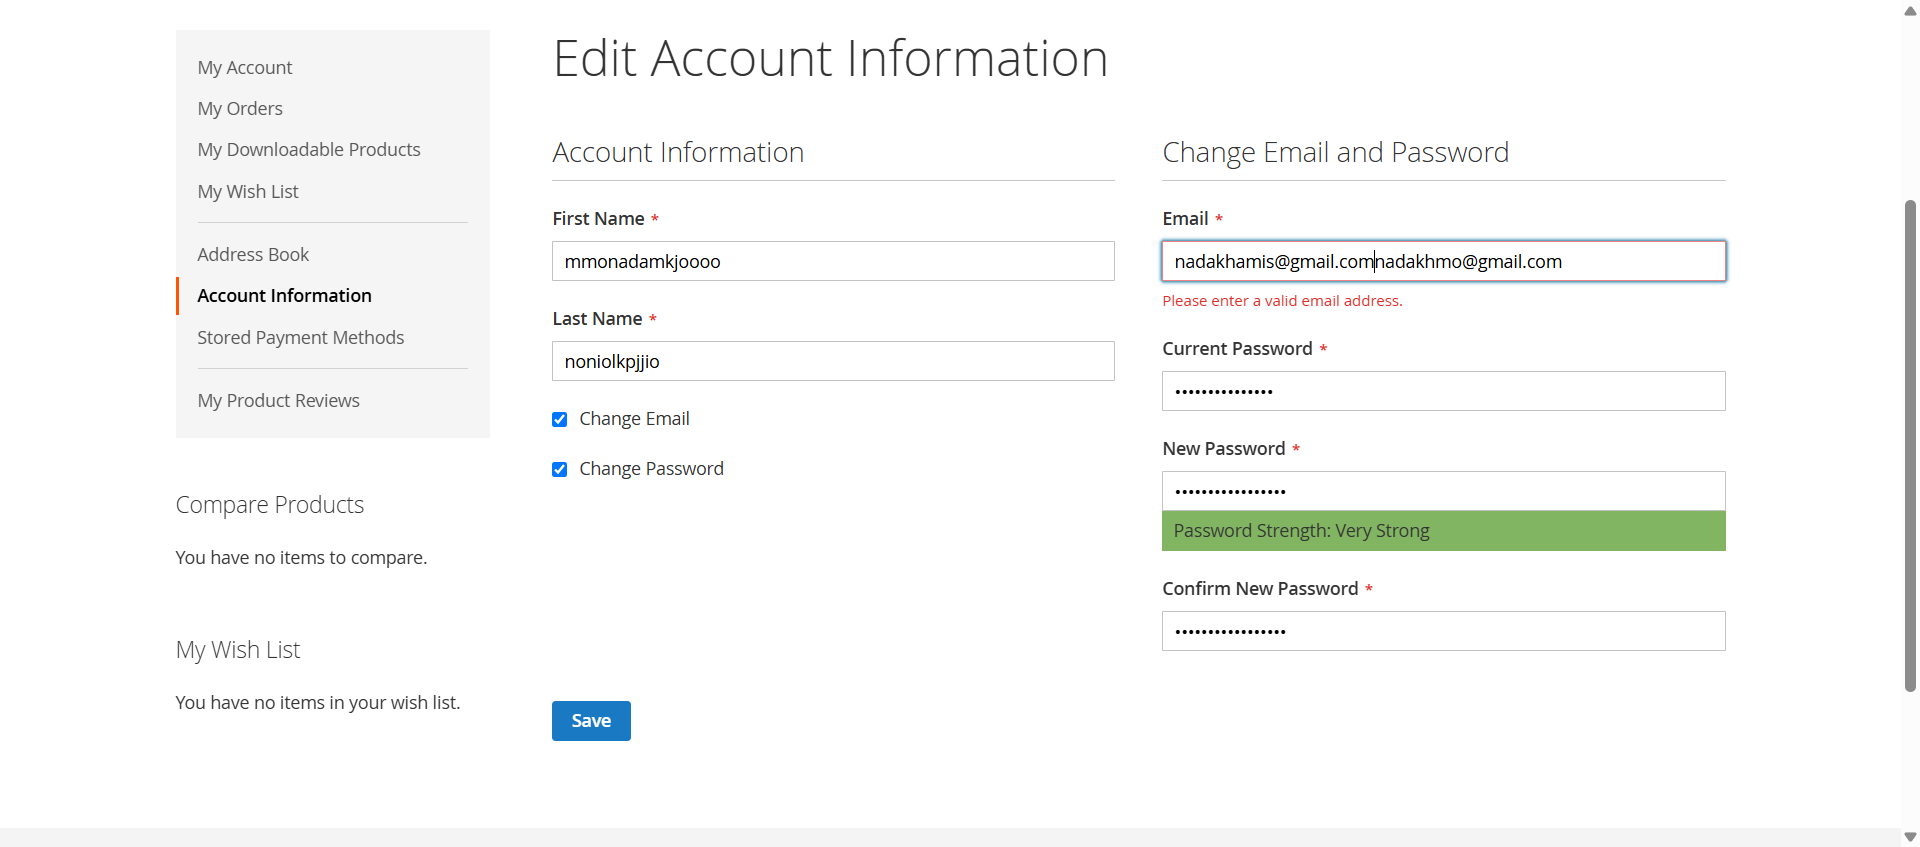 My Account
My Orders
My Downloadable Products
My Wish List
Address Book
Account Information
Stored Payment Methods
My Product Reviews
Compare Products
You have no items to compare.
My Wish List
You have no items in your wish list.
Edit Account Information
Account Information
First Name *
mmonadamkjoooo
Last Name *
noniolkpjjio
Change Email
Change Password
Change Email and Password
Email *
nadakhamis@gmail.comnadakhmo@gmail.com
Please enter a valid email address.
Current Password *
•••••••••••••••
New Password *
•••••••••••••••••
Password Strength: Very Strong
Confirm New Password *
•••••••••••••••••
Save